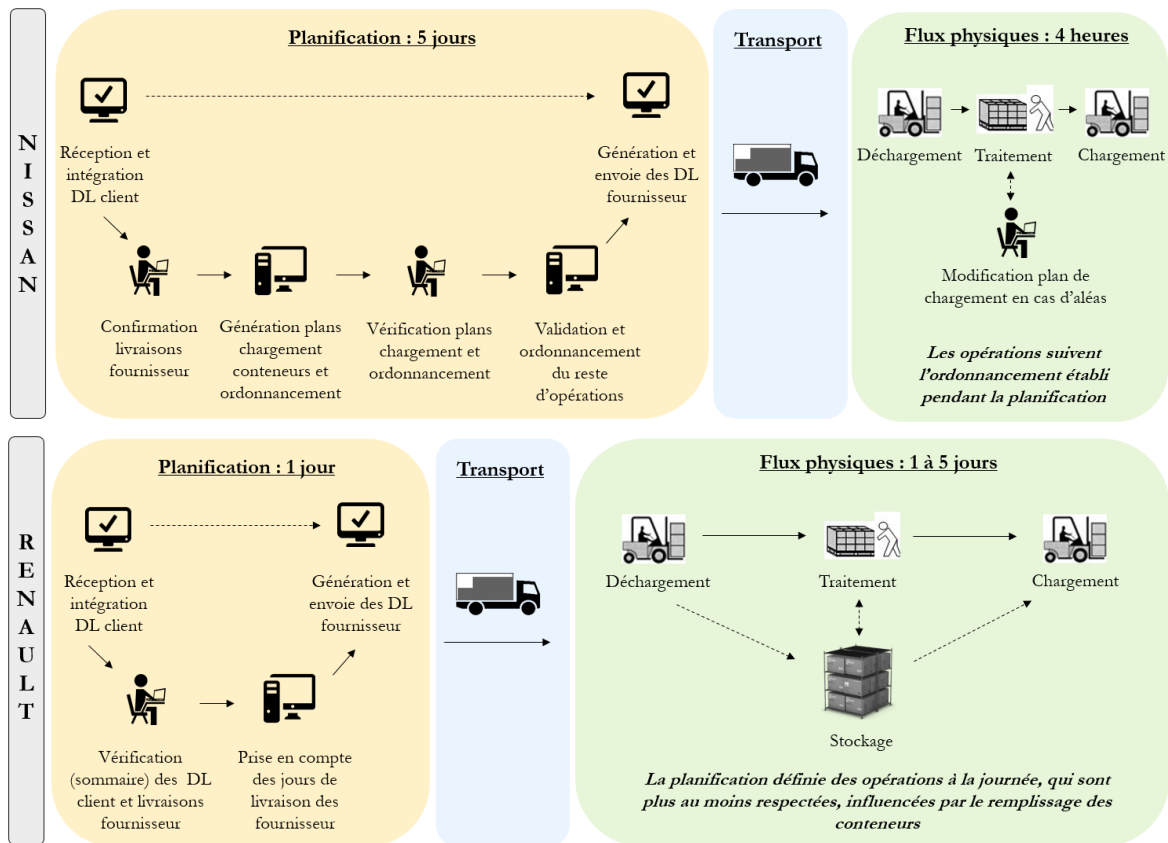 NISSAN
Planification : 5 jours
Réception et
intégration
DL client
Génération et
envoie des DL
fournisseur
Confirmation
livraisons
fournisseur
Génération plans
chargement
conteneurs et
ordonnancement
Vérification plans
chargement et
ordonnancement
Validation et
ordonnancement
du reste
d'opérations
Transport
Flux physiques : 4 heures
Déchargement
Traitement
Chargement
Modification plan de
chargement en cas d'aléas
Les opérations suivent
l'ordonnancement établi
pendant la planification
RENAULT
Planification : 1 jour
Réception et
intégration
DL client
Génération et
envoie des DL
fournisseur
Vérification
(sommaire) des DL
client et livraisons
fournisseur
Prise en compte
des jours de
livraison des
fournisseur
Transport
Flux physiques : 1 à 5 jours
Déchargement
Traitement
Chargement
Stockage
La planification définie des opérations à la journée, qui sont
plus au moins respectées, influencées par le remplissage des
conteneurs